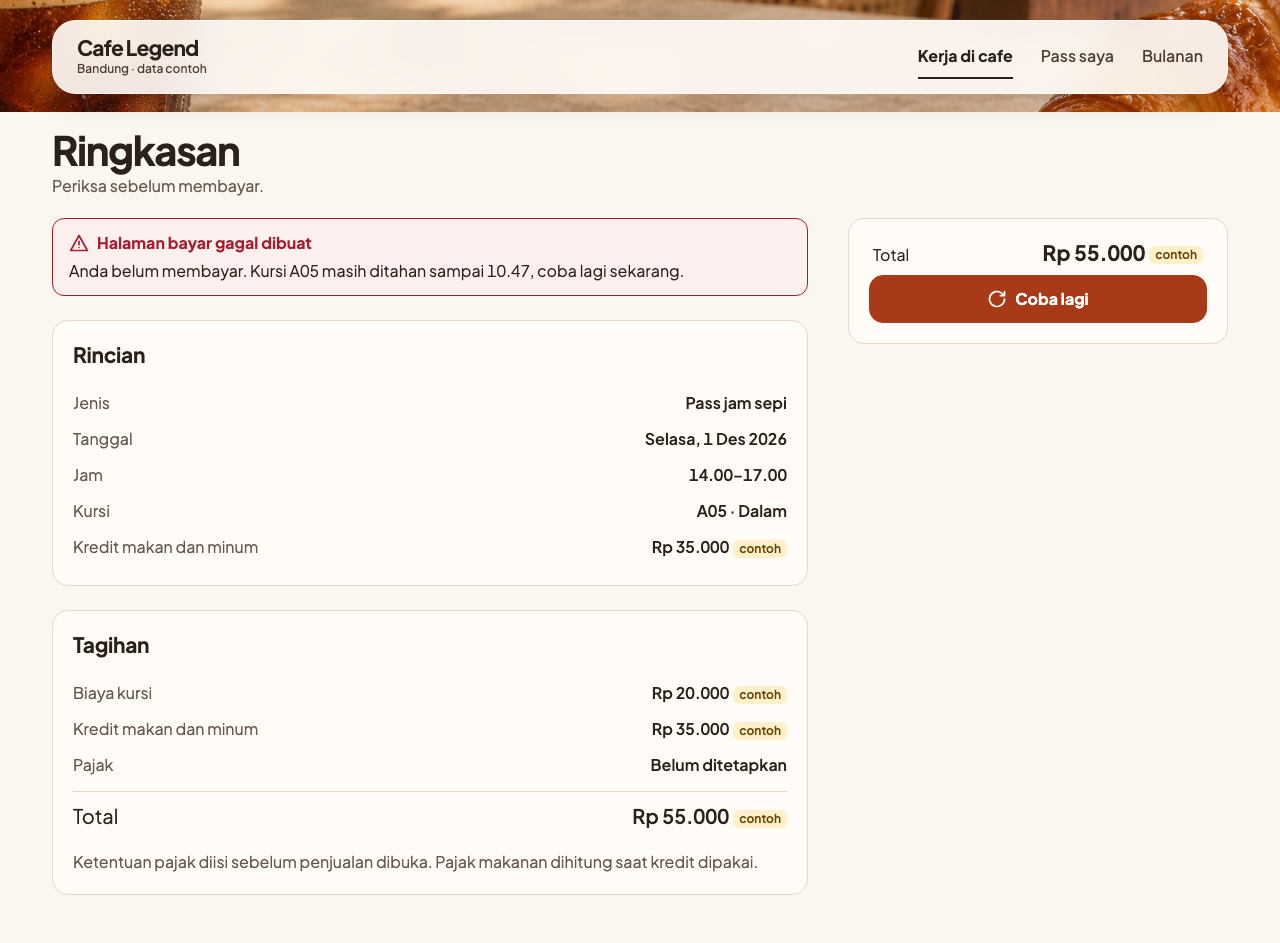 Cafe Legend
Bandung · data contoh
Kerja di cafe
Pass saya
Bulanan
Ringkasan
Periksa sebelum membayar.
Halaman bayar gagal dibuat
Anda belum membayar. Kursi A05 masih ditahan sampai 10.47, coba lagi sekarang.
Rincian
Jenis Pass jam sepi
Tanggal Selasa, 1 Des 2026
Jam 14.00–17.00
Kursi A05 · Dalam
Kredit makan dan minum Rp 35.000 contoh
Tagihan
Biaya kursi Rp 20.000 contoh
Kredit makan dan minum Rp 35.000 contoh
Pajak Belum ditetapkan
Total Rp 55.000 contoh
Ketentuan pajak diisi sebelum penjualan dibuka. Pajak makanan dihitung saat kredit dipakai.
Total Rp 55.000 contoh
Coba lagi